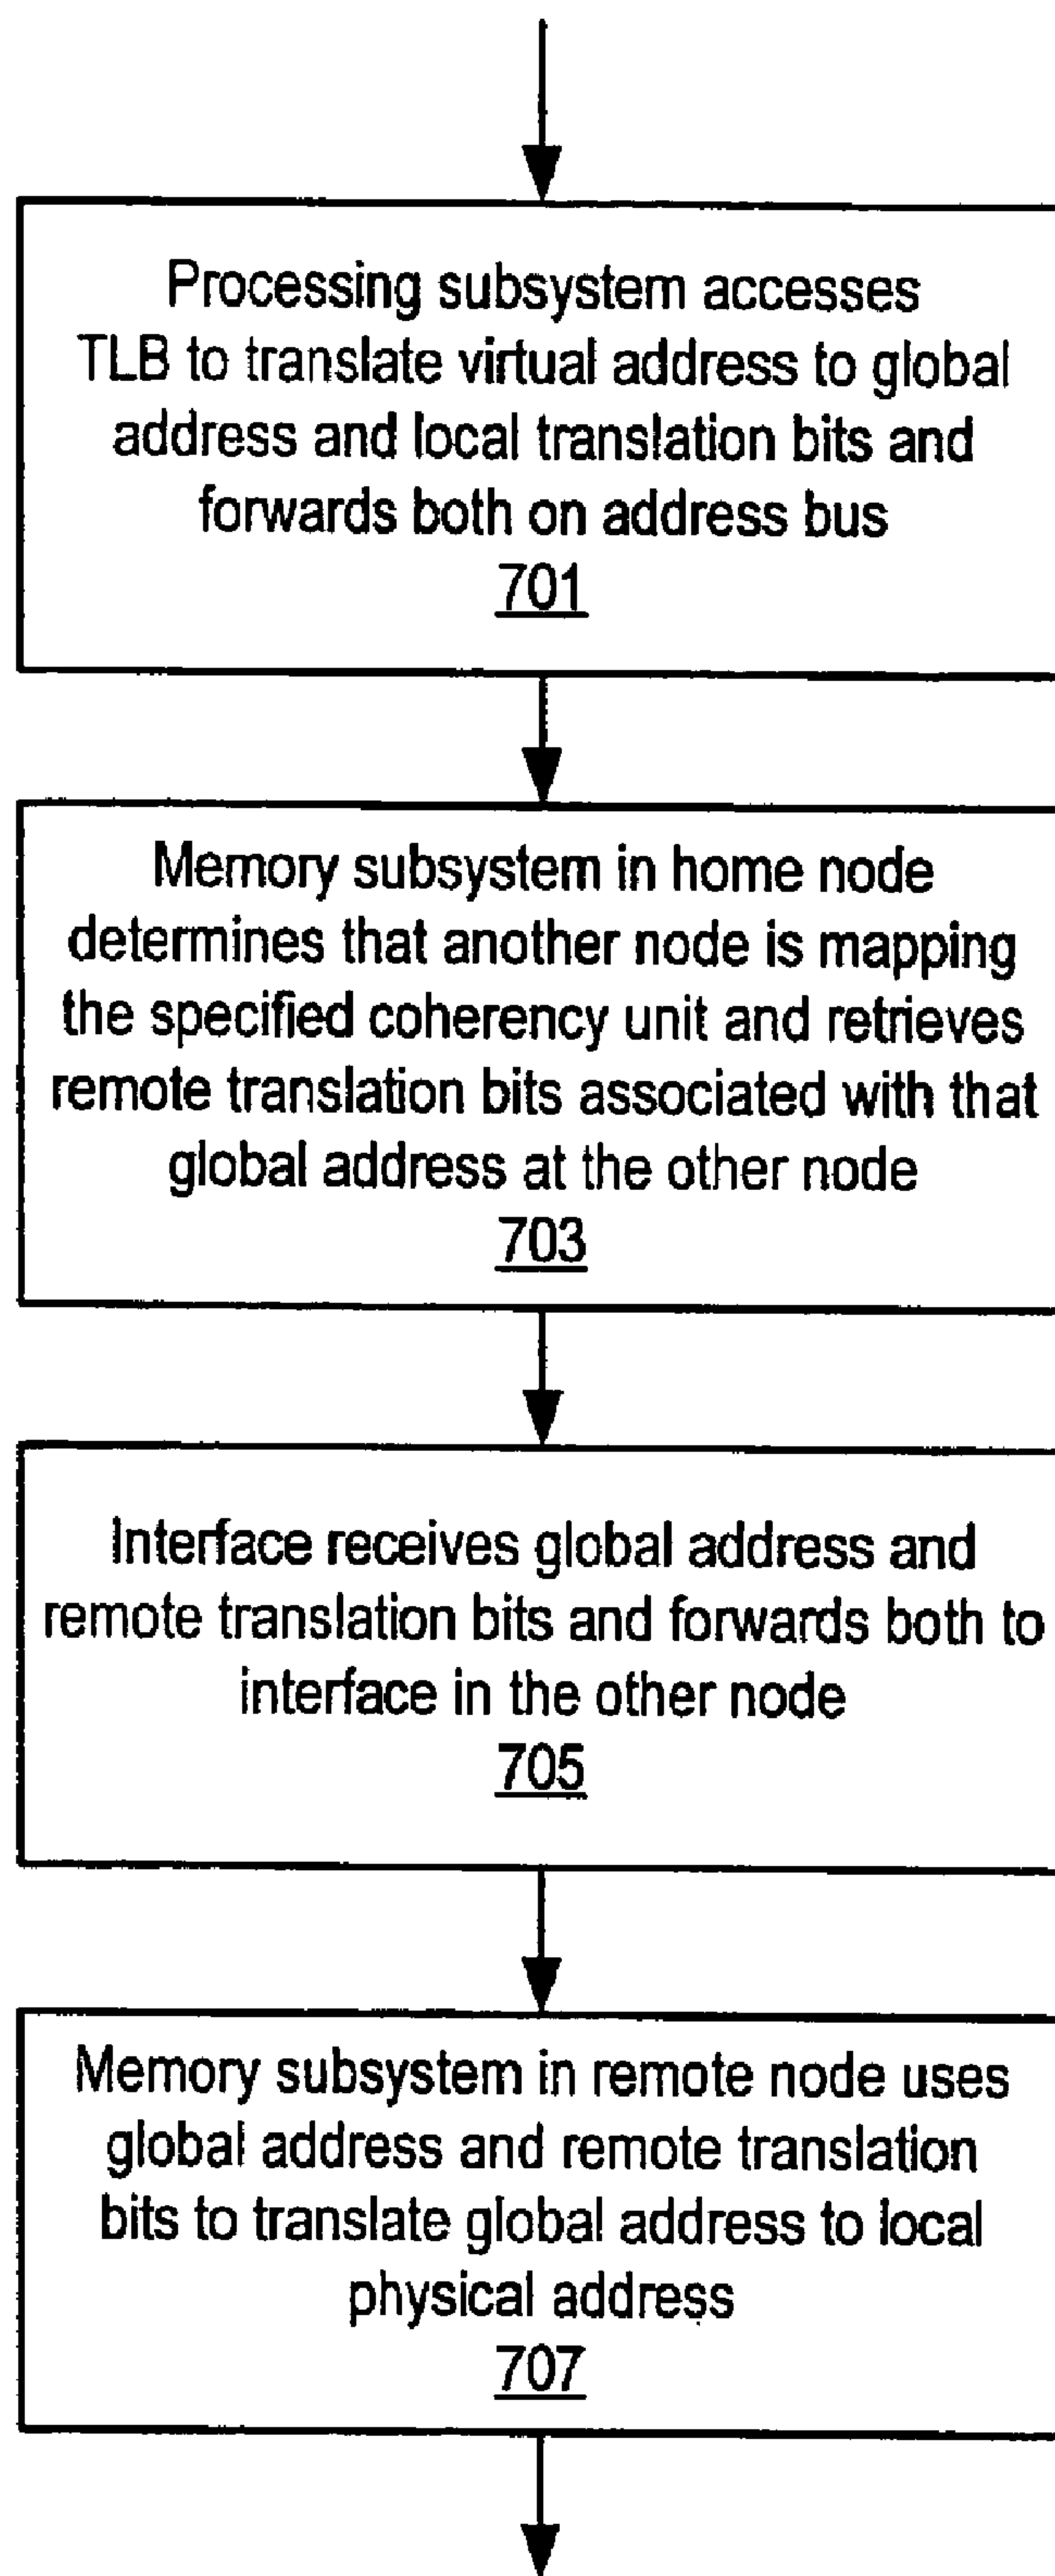 Processing subsystem accesses
TLB to translate virtual address to global
address and local translation bits and
forwards both on address bus
701
Memory subsystem in home node
determines that another node is mapping
the specified coherency unit and retrieves
remote translation bits associated with that
global address at the other node
703
Interface receives global address and
remote translation bits and forwards both to
interface in the other node
705
Memory subsystem in remote node uses
global address and remote translation
bits to translate global address to local
physical address
707